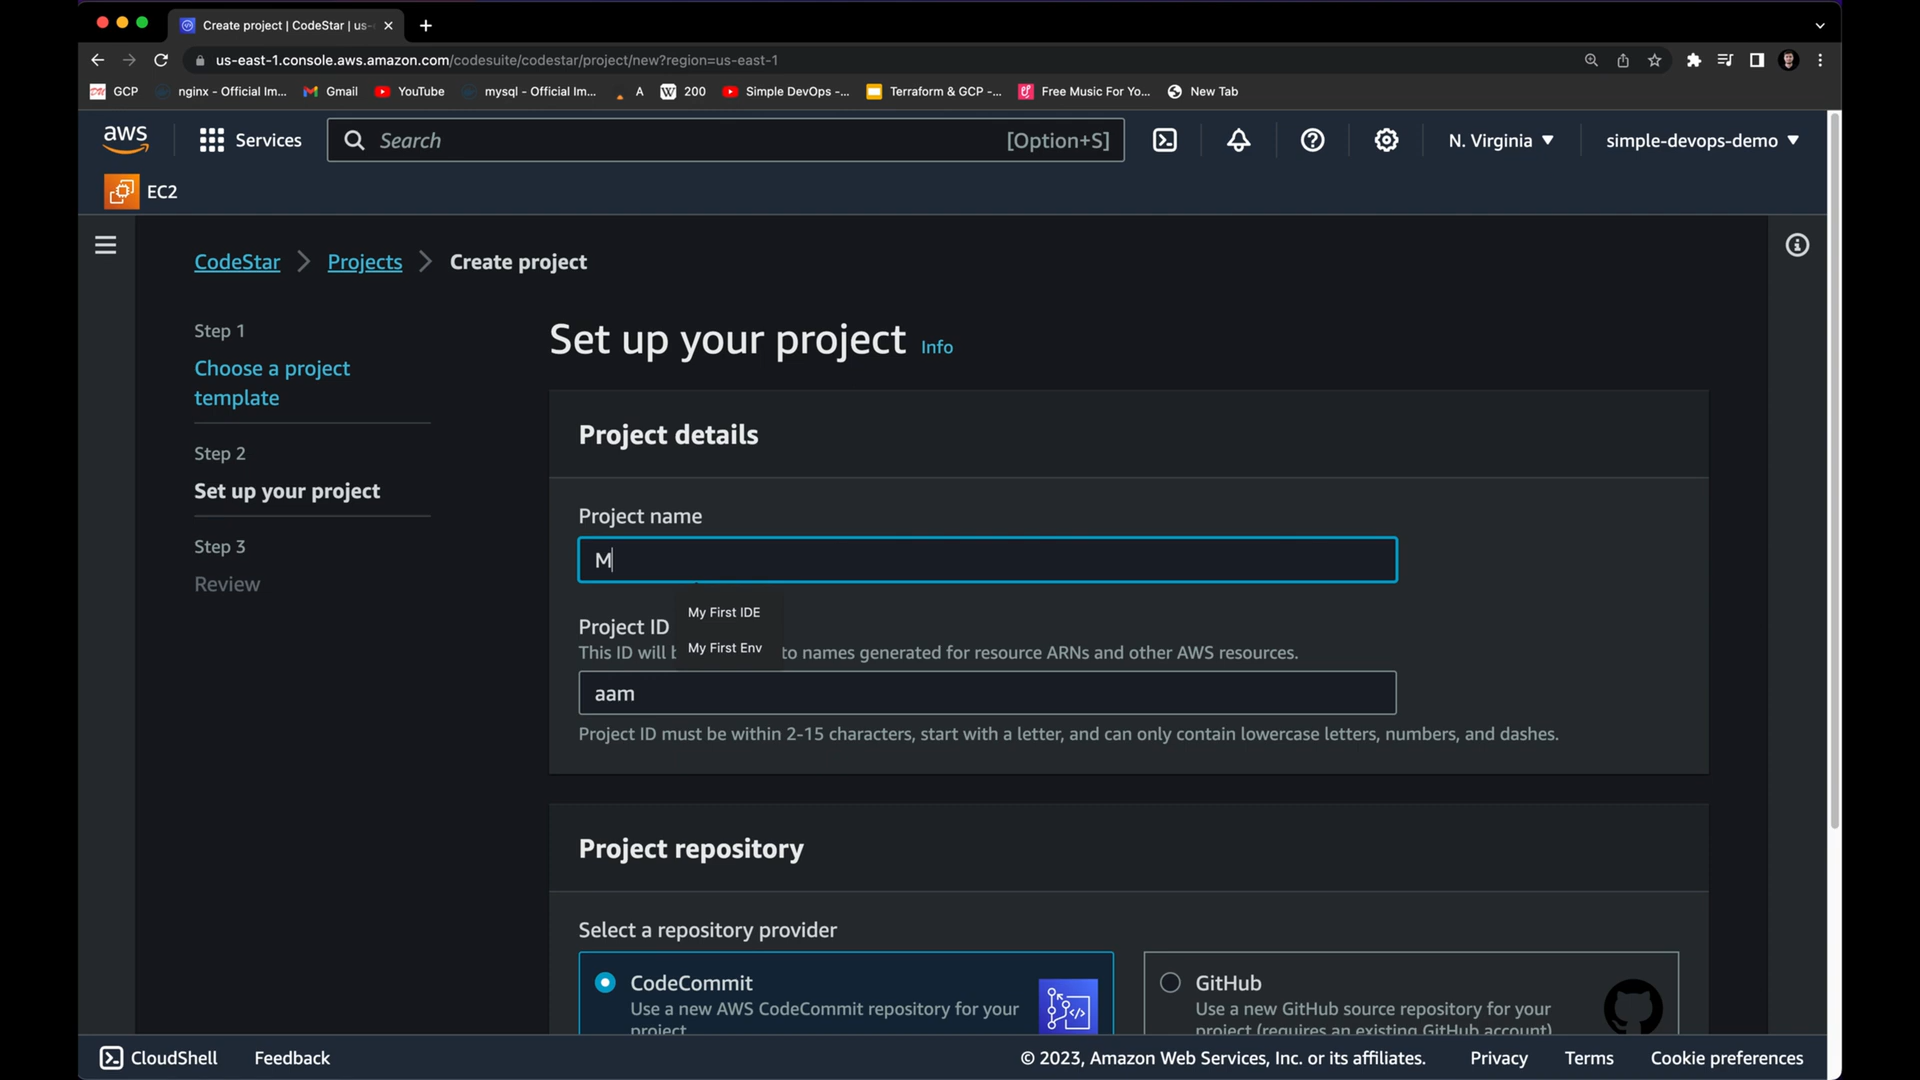 Create project | CodeStar | us-
us-east-1.console.aws.amazon.com/codesuite/codestar/project/new?region=us-east-1
GCP
nginx - Official Im...
Gmail
YouTube
mysql - Official Im...
A
200
Simple DevOps -...
Terraform & GCP -...
Free Music For Yo...
New Tab
aws
Services
Search
[Option+S]
N. Virginia
simple-devops-demo
EC2
CodeStar
Projects
Create project
Step 1
Choose a project
template
Step 2
Set up your project
Step 3
Review
Set up your project
Info
Project details
Project name
M
My First IDE
My First Env
Project ID
This ID will
to names generated for resource ARNs and other AWS resources.
aam
Project ID must be within 2-15 characters, start with a letter, and can only contain lowercase letters, numbers, and dashes.
Project repository
Select a repository provider
CodeCommit
Use a new AWS CodeCommit repository for your
project
GitHub
Use a new GitHub source repository for your
project (requires an existing GitHub account)
CloudShell
Feedback
© 2023, Amazon Web Services, Inc. or its affiliates.
Privacy
Terms
Cookie preferences